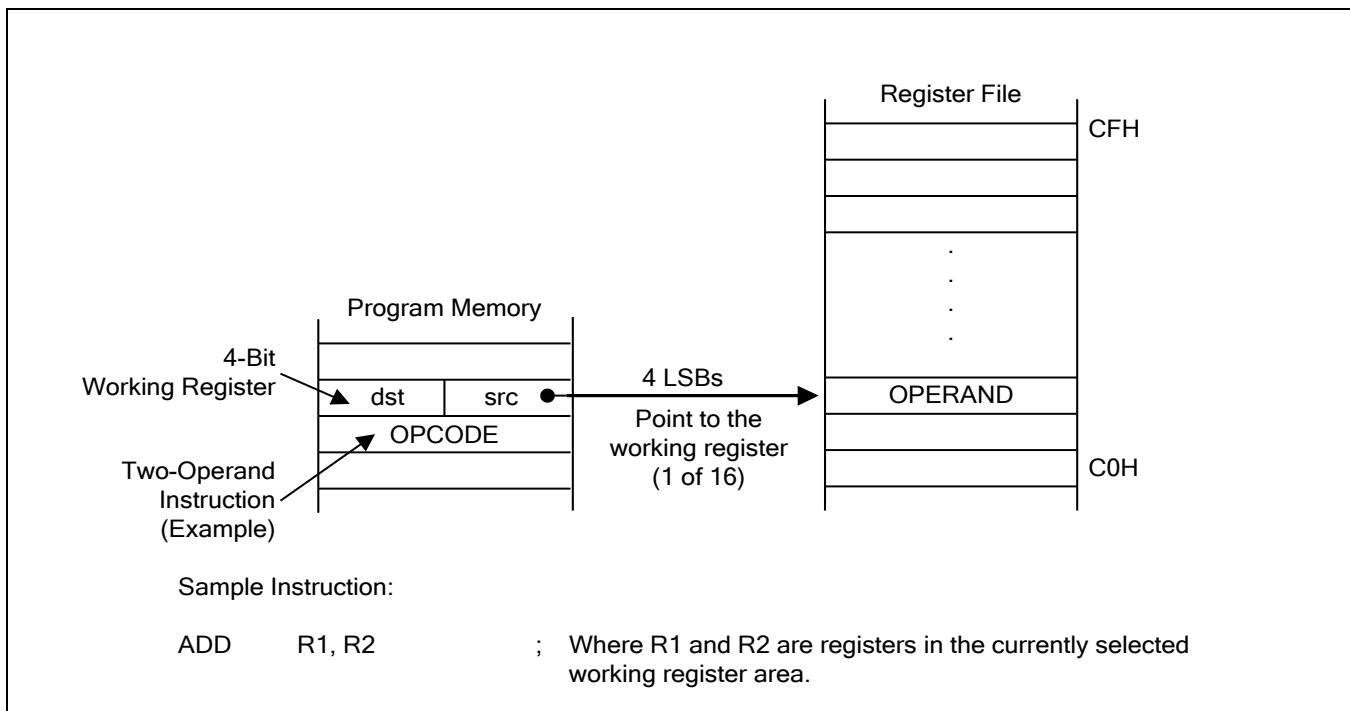 Register File
CFH
.
.
.
.
Program Memory
4-Bit
Working Register
dst
src
4 LSBs
OPERAND
Point to the
working register
(1 of 16)
OPCODE
Two-Operand
Instruction
(Example)
C0H
Sample Instruction:
ADD R1, R2 ; Where R1 and R2 are registers in the currently selected
working register area.